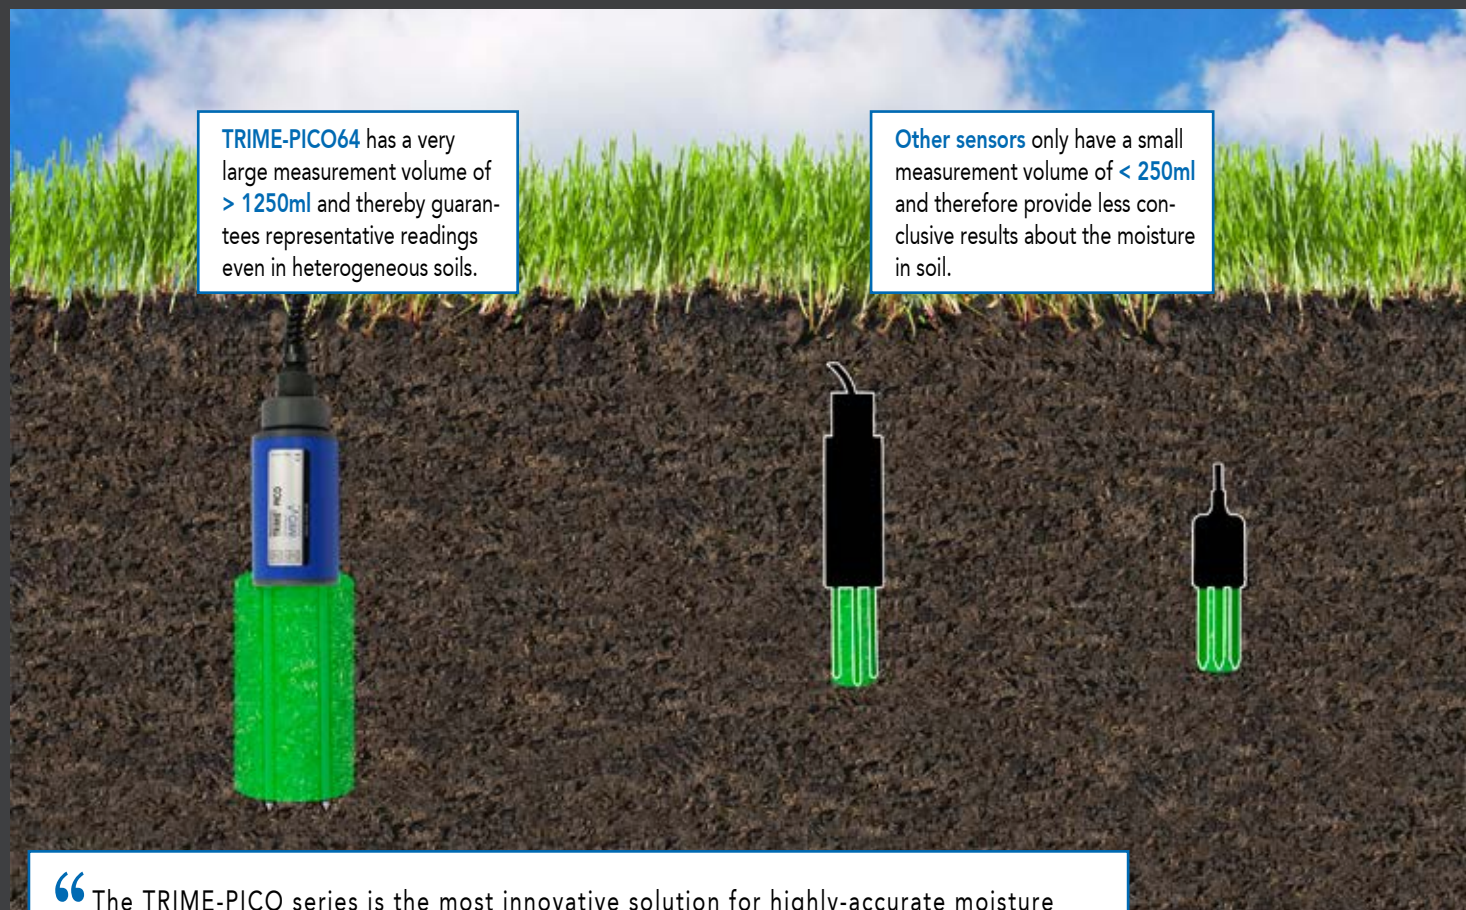 TRIME-PICO64 has a very
large measurement volume of
> 1250ml and thereby guaran-
tees representative readings
even in heterogeneous soils.
Other sensors only have a small
measurement volume of < 250ml
and therefore provide less con-
clusive results about the moisture
in soil.
TRIME PICO
“The TRIME-PICO series is the most innovative solution for highly-accurate moisture